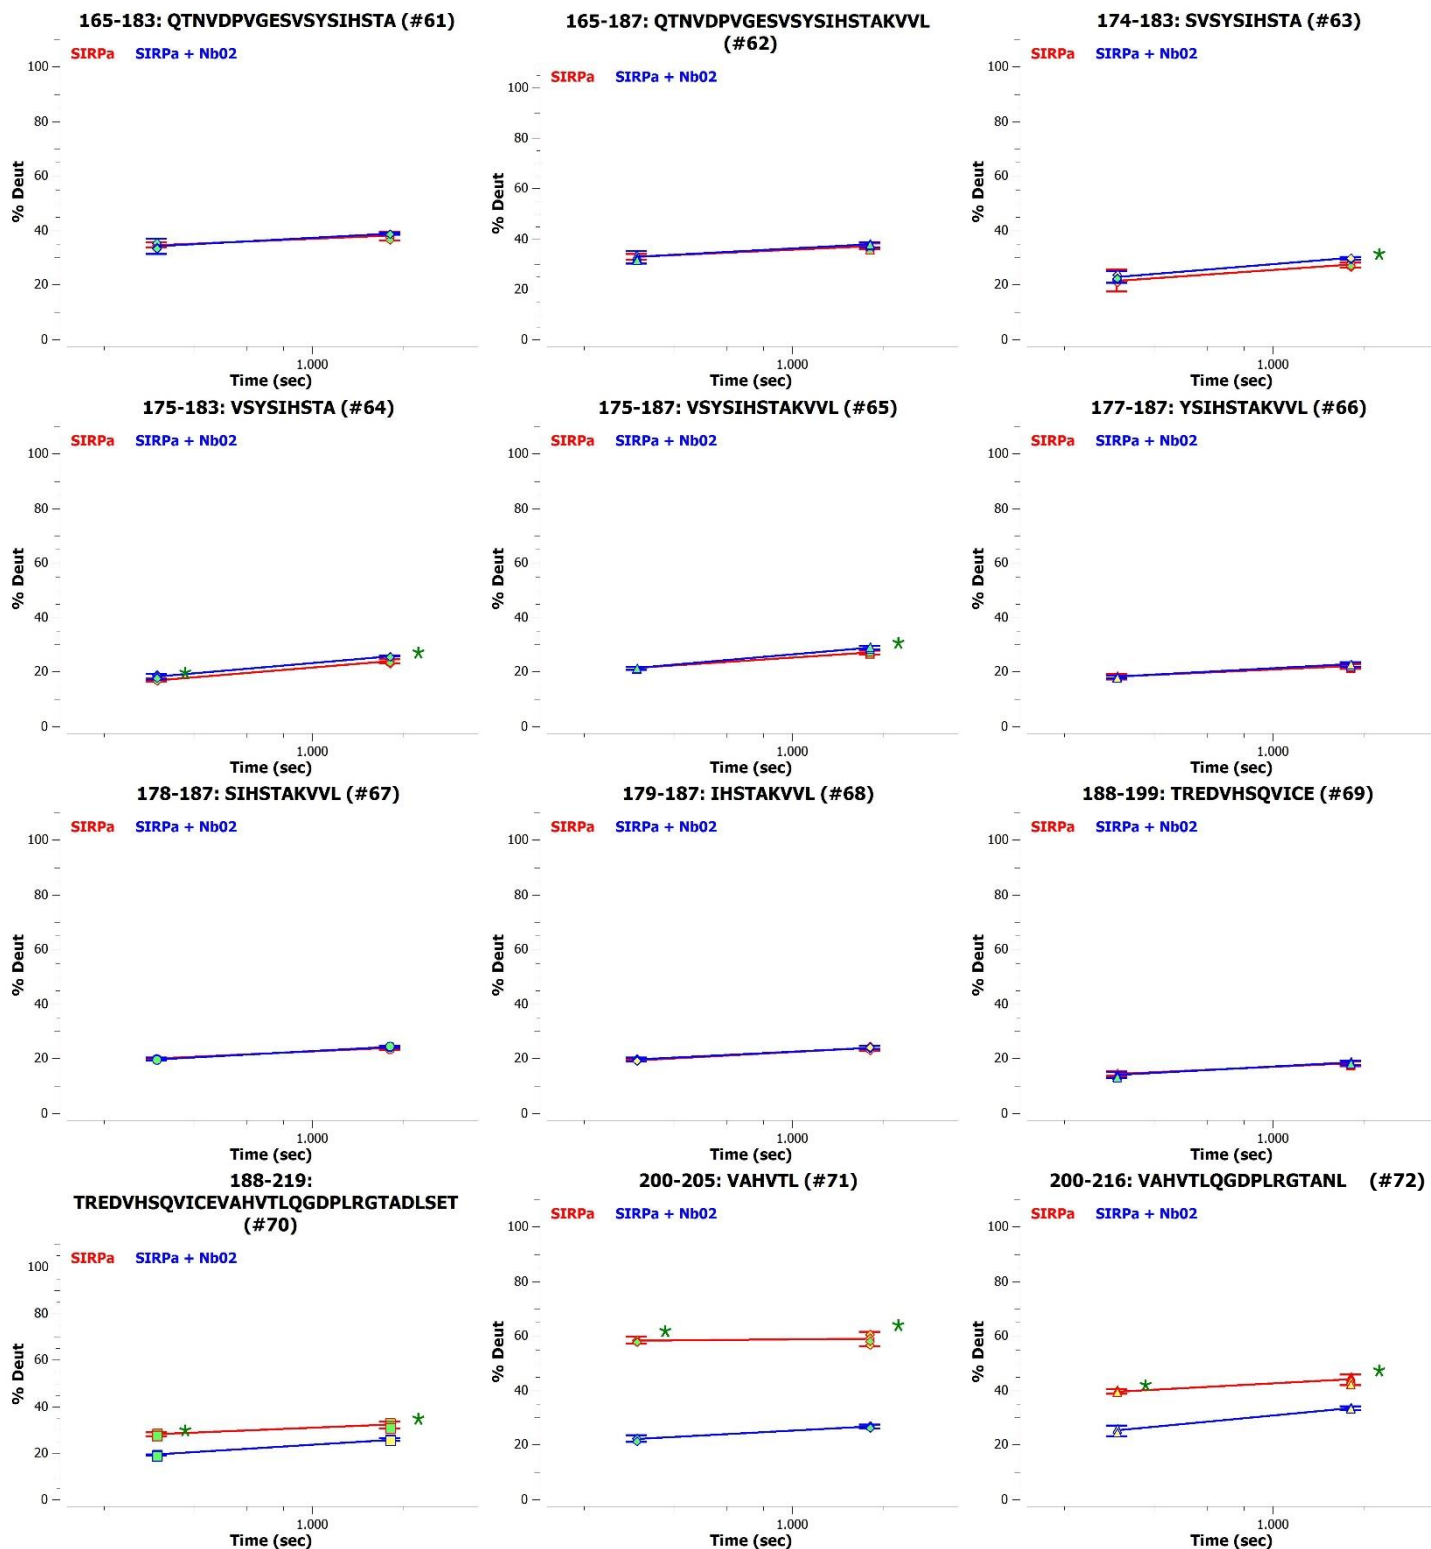 165-183: QTNVDPVGESVSYSIHSTA (#61)
SIRPa SIRPa + Nb02
100
80
60
40
20
0
% Deut
1.000
Time (sec)
165-187: QTNVDPVGESVSYSIHSTAKVVL
(#62)
SIRPa SIRPa + Nb02
100
80
60
40
20
0
% Deut
1.000
Time (sec)
174-183: SVSYSIHSTA (#63)
SIRPa SIRPa + Nb02
100
80
60
40
20
0
% Deut
1.000
Time (sec)
175-183: VSYSIHSTA (#64)
SIRPa SIRPa + Nb02
100
80
60
40
20
0
% Deut
1.000
Time (sec)
175-187: VSYSIHSTAKVVL (#65)
SIRPa SIRPa + Nb02
100
80
60
40
20
0
% Deut
1.000
Time (sec)
177-187: YSIHSTAKVVL (#66)
SIRPa SIRPa + Nb02
100
80
60
40
20
0
% Deut
1.000
Time (sec)
178-187: SIHSTAKVVL (#67)
SIRPa SIRPa + Nb02
100
80
60
40
20
0
% Deut
1.000
Time (sec)
179-187: IHSTAKVVL (#68)
SIRPa SIRPa + Nb02
100
80
60
40
20
0
% Deut
1.000
Time (sec)
188-199: TREDVHSQVICE (#69)
SIRPa SIRPa + Nb02
100
80
60
40
20
0
% Deut
1.000
Time (sec)
188-219:
TREDVHSQVICEVAHVTLQGDPLRGTADLSET
(#70)
SIRPa SIRPa + Nb02
100
80
60
40
20
0
% Deut
1.000
Time (sec)
200-205: VAHVTL (#71)
SIRPa SIRPa + Nb02
100
80
60
40
20
0
% Deut
1.000
Time (sec)
200-216: VAHVTLQGDPLRGTANL (#72)
SIRPa SIRPa + Nb02
100
80
60
40
20
0
% Deut
1.000
Time (sec)